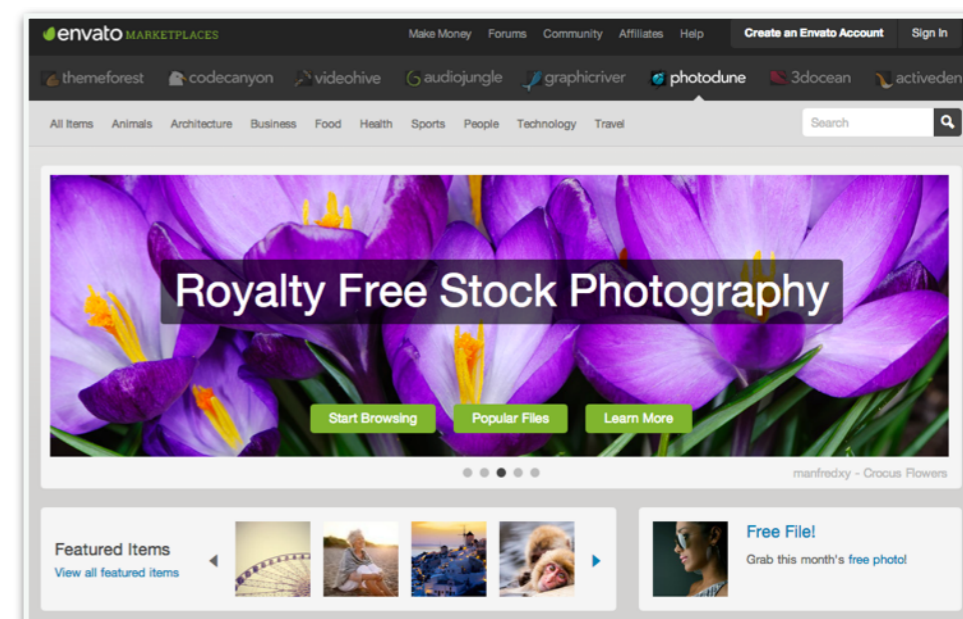 envato MARKETPLACES Make Money Forums Community Affiliates Help Create an Envato Account Sign In
themeforest codecanyon videohive audiojungle graphicriver photodune 3docean activeden
All Items Animals Architecture Business Food Health Sports People Technology Travel Search
Royalty Free Stock Photography
Start Browsing Popular Files Learn More
manfredxy - Crocus Flowers
Featured Items
View all featured items
Free File!
Grab this month's free photo!